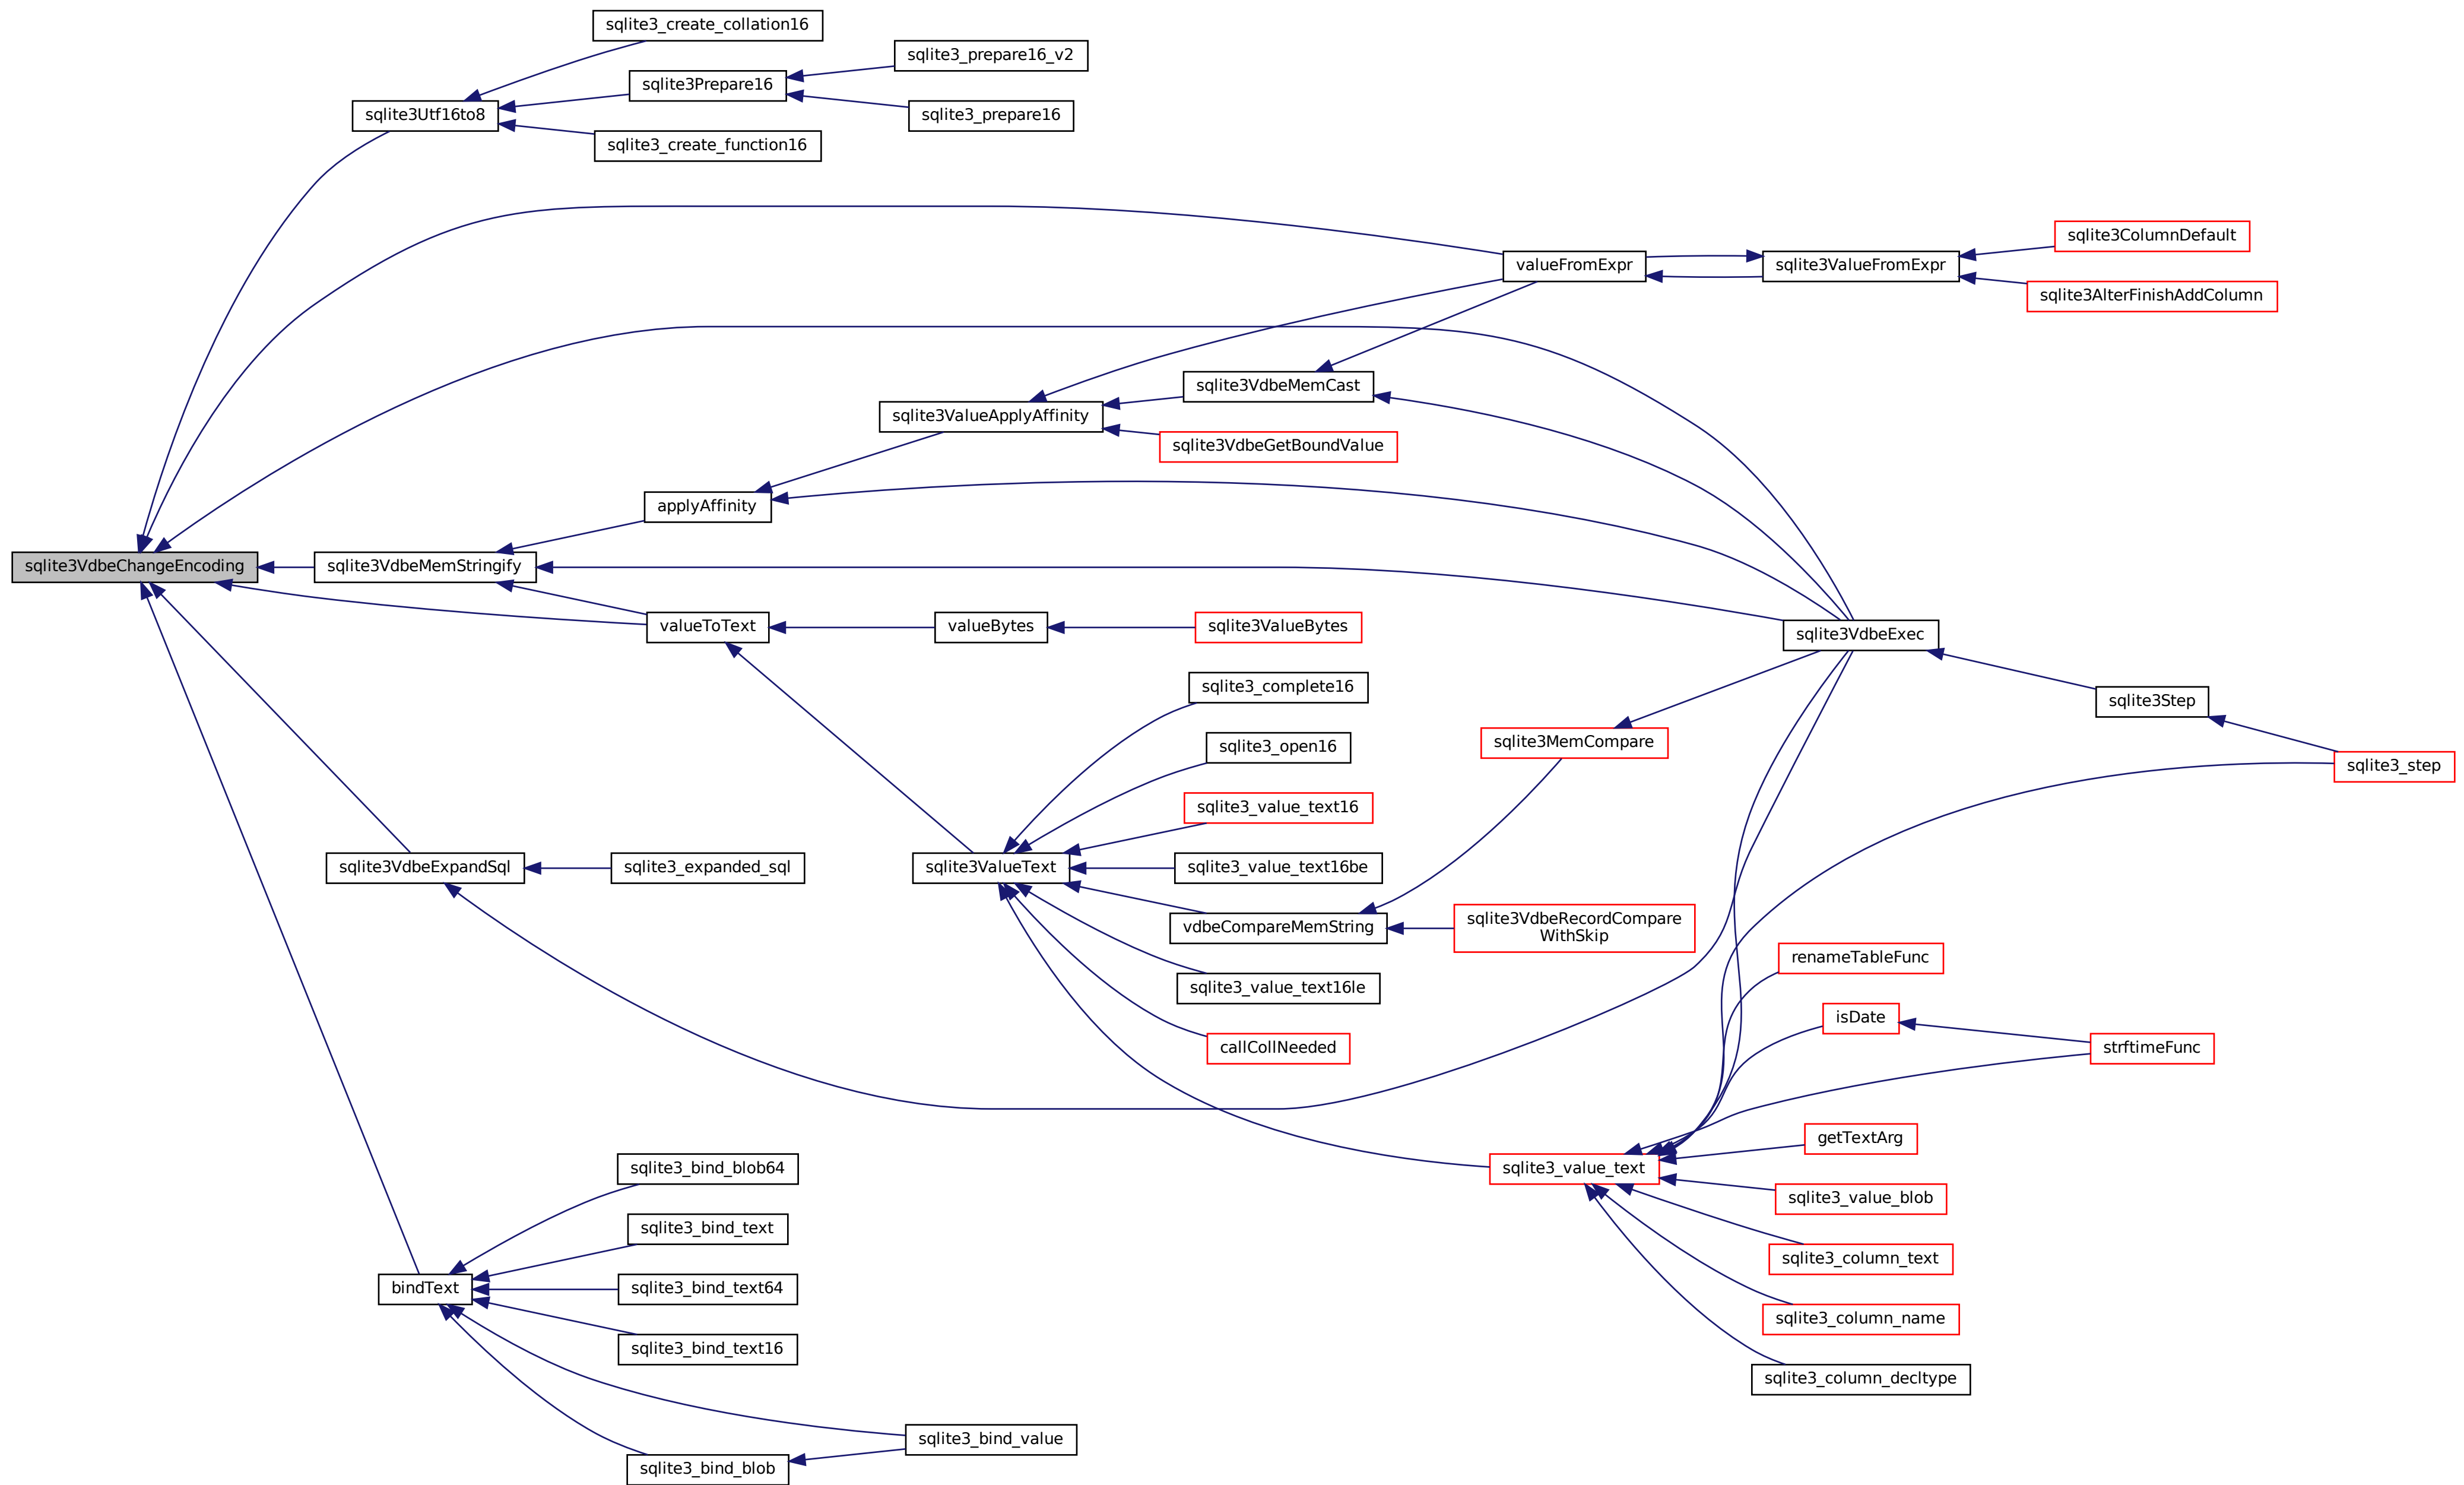 sqlite3_create_collation16
sqlite3_prepare16_v2
sqlite3Prepare16
sqlite3Utf16to8
sqlite3_prepare16
sqlite3_create_function16
sqlite3ColumnDefault
valueFromExpr
sqlite3ValueFromExpr
sqlite3AlterFinishAddColumn
sqlite3VdbeMemCast
sqlite3ValueApplyAffinity
sqlite3VdbeGetBoundValue
applyAffinity
sqlite3VdbeChangeEncoding
sqlite3VdbeMemStringify
valueToText
valueBytes
sqlite3ValueBytes
sqlite3VdbeExec
sqlite3_complete16
sqlite3Step
sqlite3_open16
sqlite3MemCompare
sqlite3_step
sqlite3_value_text16
sqlite3VdbeExpandSql
sqlite3_expanded_sql
sqlite3ValueText
sqlite3_value_text16be
vdbeCompareMemString
sqlite3VdbeRecordCompare
WithSkip
renameTableFunc
sqlite3_value_text16le
isDate
callCollNeeded
strftimeFunc
getTextArg
sqlite3_bind_blob64
sqlite3_value_text
sqlite3_value_blob
sqlite3_bind_text
sqlite3_column_text
bindText
sqlite3_bind_text64
sqlite3_column_name
sqlite3_bind_text16
sqlite3_column_decltype
sqlite3_bind_value
sqlite3_bind_blob